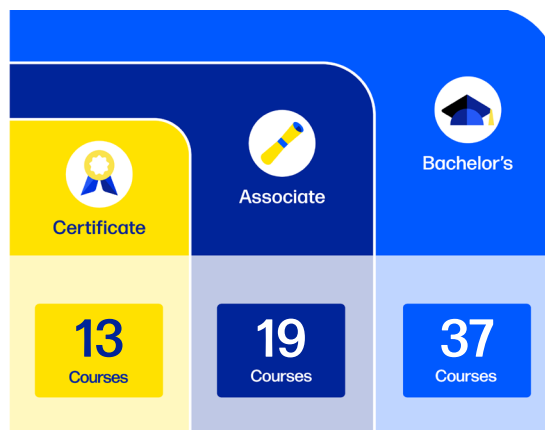 Certificate
Associate
Bachelor's
13
Courses
19
Courses
37
Courses